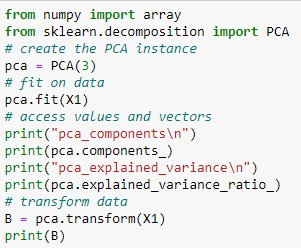 from numpy import array
from sklearn.decomposition import PCA
# create the PCA instance
pca = PCA(3)
# fit on data
pca.fit(X1)
# access values and vectors
print("pca_components\n")
print(pca.components_)
print("pca_explained_variance\n")
print(pca.explained_variance_ratio_)
# transform data
B = pca.transform(X1)
print(B)